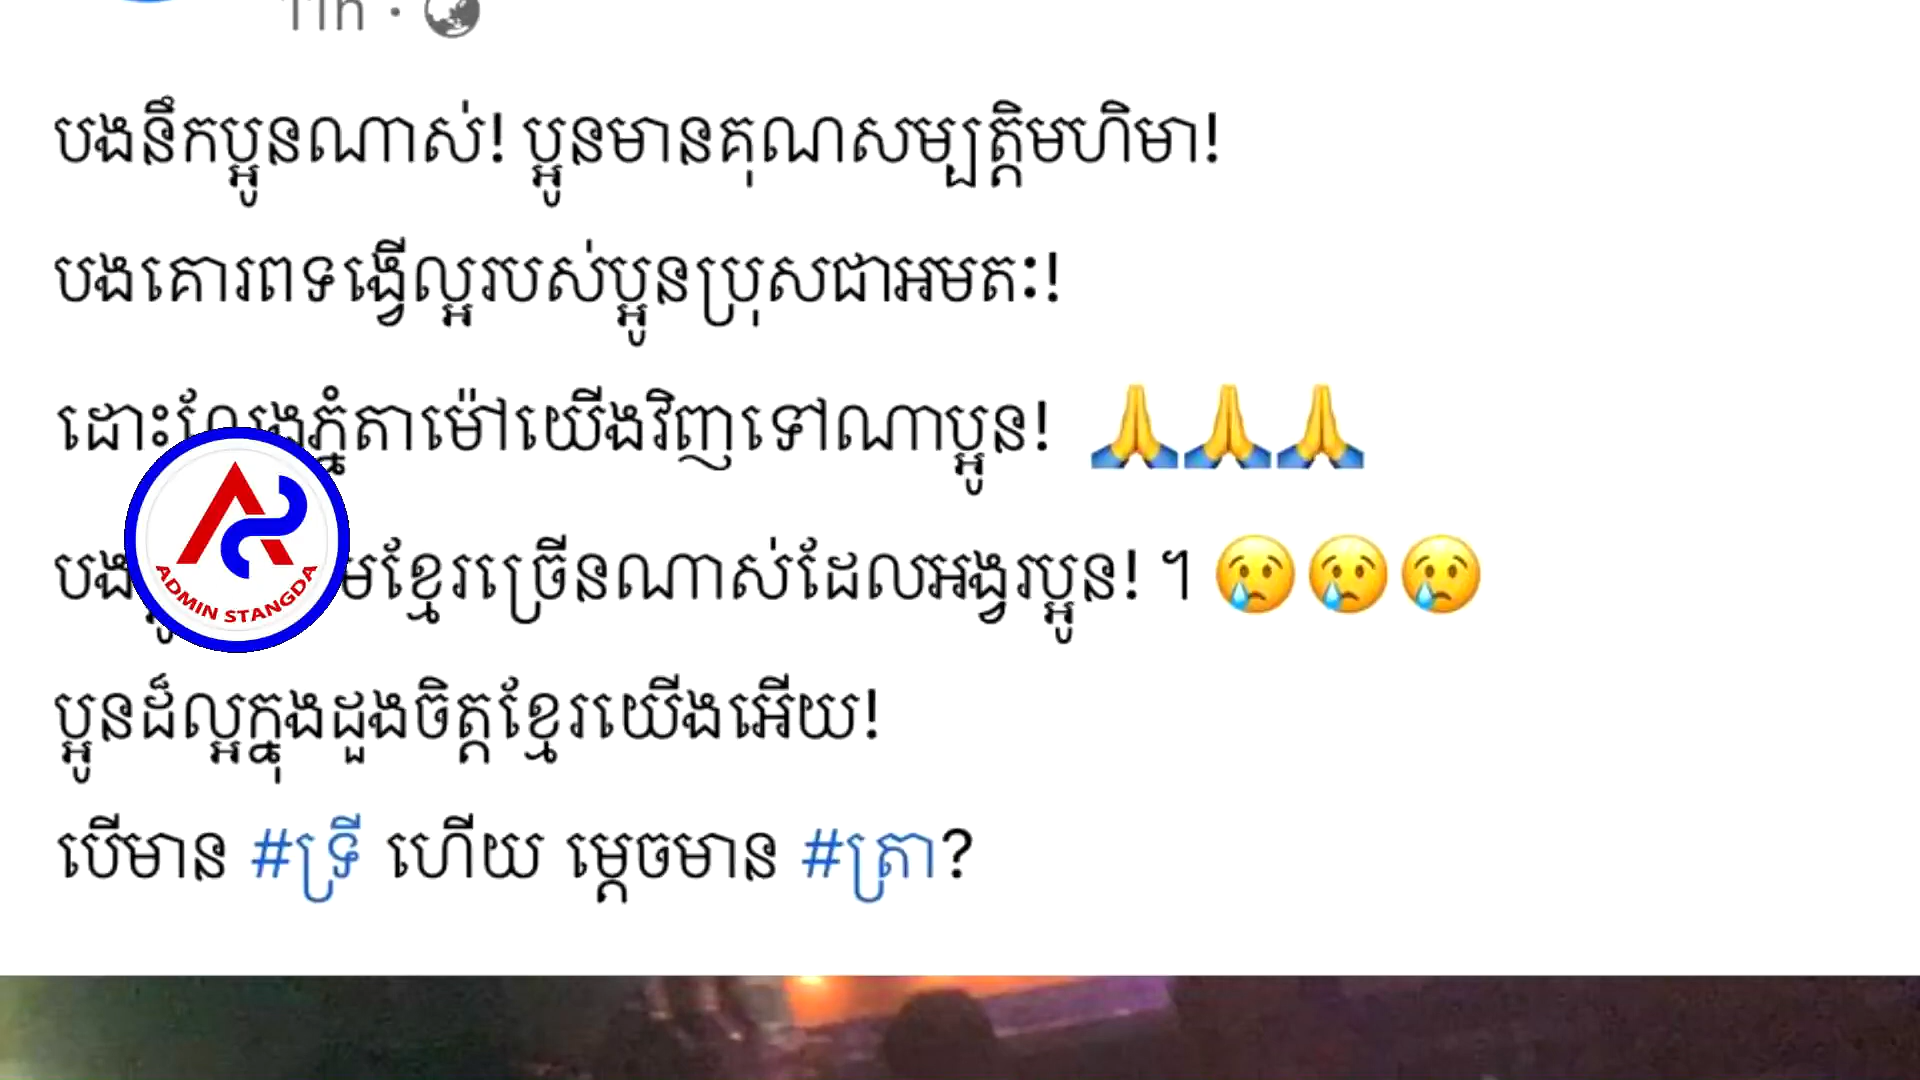 11h ·
បងនឹកប្អូនណាស់! ប្អូនមានគុណសម្បត្តិមហិមា!
បងគោរពទង្វើល្អរបស់ប្អូនប្រុសជាអមតៈ!
ដោះលែងភ្នំតាម៉ៅយើងវិញទៅណាប្អូន! 🙏🙏🙏
បង ខ្មែរច្រើនណាស់ដែលអង្វរប្អូន! ។ 😢😢😢
ADMIN STANGDA
ប្អូនដ៏ល្អក្នុងដួងចិត្តខ្មែរយើងអើយ!
បើមាន #ទ្រី ហើយ ម្ដេចមាន #ត្រា?